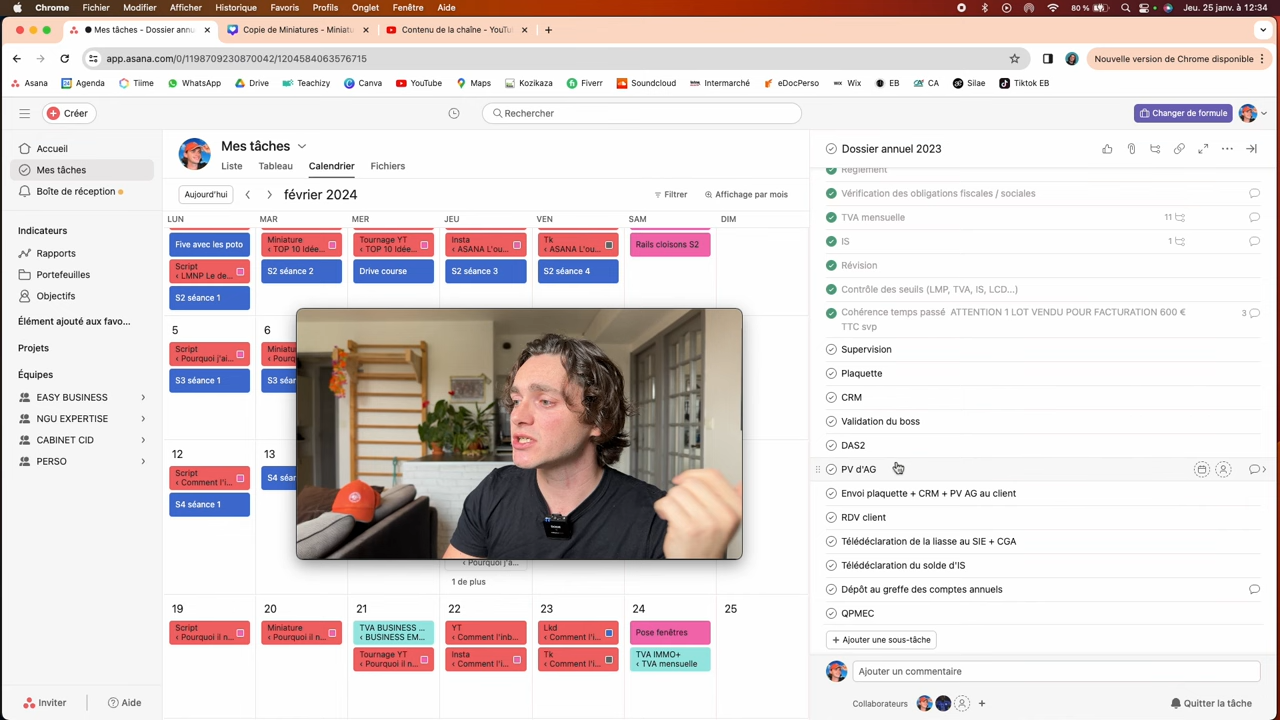 Chrome Fichier Modifier Afficher Historique Favoris Profils Onglet Fenêtre Aide 80 % Jeu. 25 janv. à 12:34
Mes tâches - Dossier annu
Copie de Miniatures - Miniatu
Contenu de la chaîne - YouTu
app.asana.com/0/1198709230870042/1204584063576715
Nouvelle version de Chrome disponible
Asana Agenda Tiime WhatsApp Drive Teachizy Canva YouTube Maps Kozikaza Fiverr Soundcloud Intermarché eDocPerso Wix EB CA Silae Tiktok EB
Créer
Rechercher
Changer de formule
Accueil
Mes tâches
Boîte de réception
Indicateurs
Rapports
Portefeuilles
Objectifs
Élément ajouté aux favo...
Projets
Équipes
EASY BUSINESS
NGU EXPERTISE
CABINET CID
PERSO
Inviter
Aide
Mes tâches
Liste Tableau Calendrier Fichiers
Aujourd'hui
février 2024
Filtrer
Affichage par mois
LUN MAR MER JEU VEN SAM DIM
Five avec les poto
Script
‹ LMNP Le de...
S2 séance 1
Miniature
‹ TOP 10 Idée...
S2 séance 2
Tournage YT
‹ TOP 10 Idée...
Drive course
Insta
‹ ASANA L'ou...
S2 séance 3
Tk
‹ ASANA L'ou...
S2 séance 4
Rails cloisons S2
5
Script
‹ Pourquoi j'ai...
S3 séance 1
6
Miniatu
‹ Pourq
S3 séar
12
Script
‹ Comment l'i...
S4 séance 1
13
S4 séa
‹ Pourquoi j'a...
1 de plus
19
Script
‹ Pourquoi il n...
20
Miniature
‹ Pourquoi il n...
21
TVA BUSINESS ...
‹ BUSINESS EM...
Tournage YT
‹ Pourquoi il n...
22
YT
‹ Comment l'inb...
Insta
‹ Comment l'i...
23
Lkd
‹ Comment l'i...
Tk
‹ Comment l'i...
24
Pose fenêtres
TVA IMMO+
‹ TVA mensuelle
25
Dossier annuel 2023
Règlement
Vérification des obligations fiscales / sociales
TVA mensuelle 11
IS 1
Révision
Contrôle des seuils (LMP, TVA, IS, LCD...)
Cohérence temps passé ATTENTION 1 LOT VENDU POUR FACTURATION 600 € 3
TTC svp
Supervision
Plaquette
CRM
Validation du boss
DAS2
PV d'AG
Envoi plaquette + CRM + PV AG au client
RDV client
Télédéclaration de la liasse au SIE + CGA
Télédéclaration du solde d'IS
Dépôt au greffe des comptes annuels
QPMEC
+ Ajouter une sous-tâche
Ajouter un commentaire
Collaborateurs
Quitter la tâche